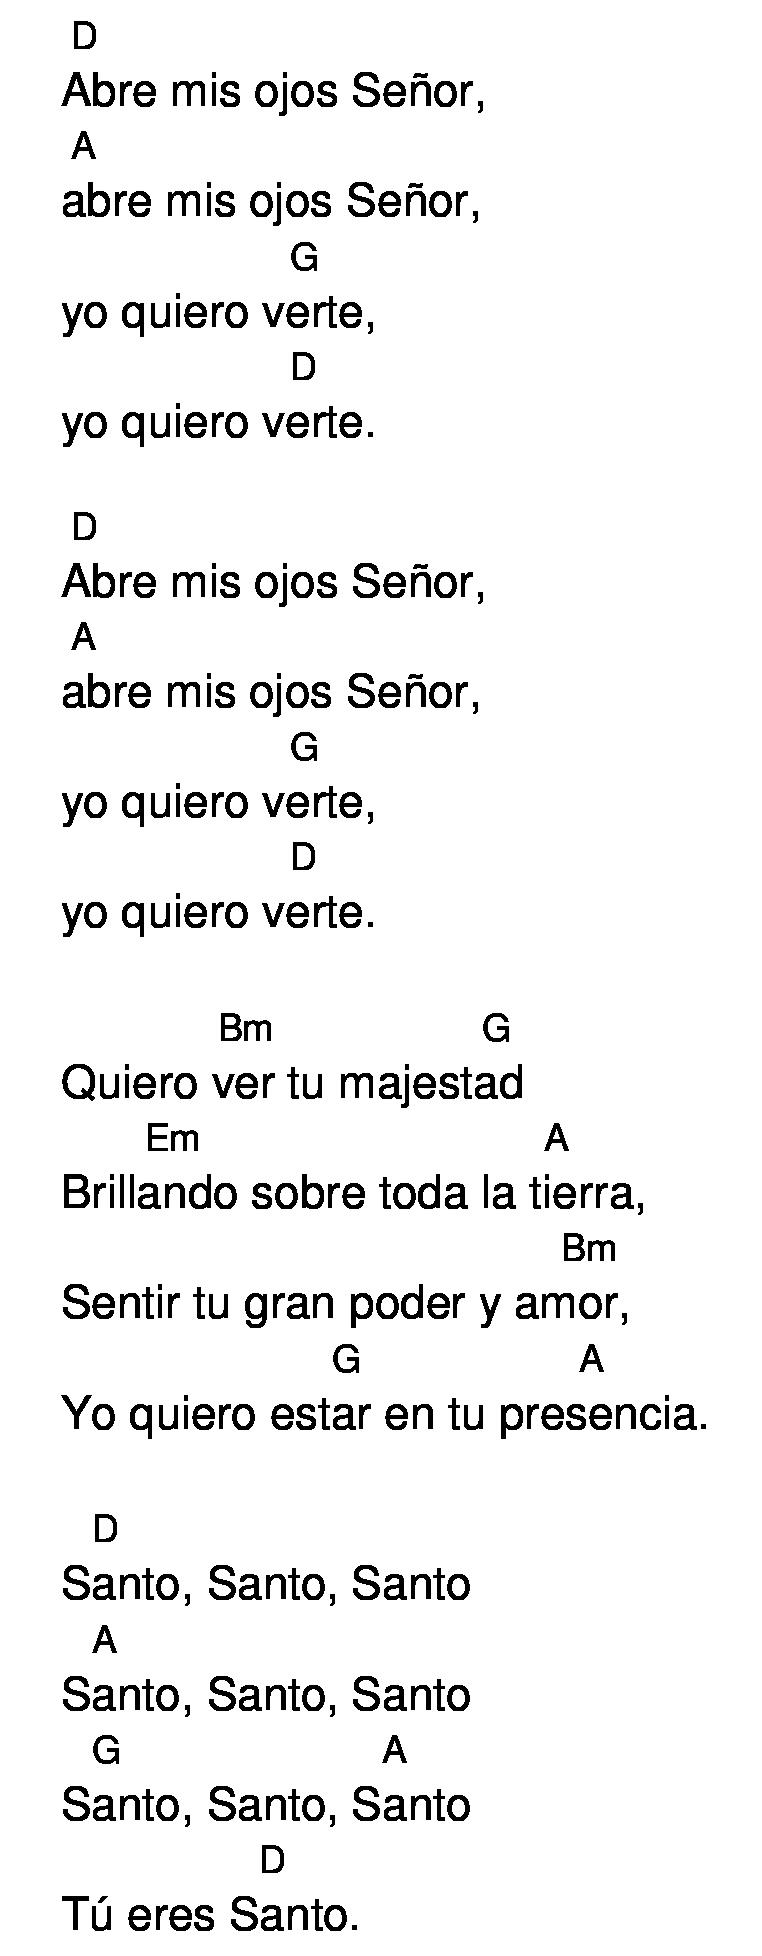 D
Abre mis ojos Señor,
A
abre mis ojos Señor,
G
yo quiero verte,
D
yo quiero verte.
D
Abre mis ojos Señor,
A
abre mis ojos Señor,
G
yo quiero verte,
D
yo quiero verte.
Bm G
Quiero ver tu majestad
Em A
Brillando sobre toda la tierra,
Bm
Sentir tu gran poder y amor,
G A
Yo quiero estar en tu presencia.
D
Santo, Santo, Santo
A
Santo, Santo, Santo
G A
Santo, Santo, Santo
D
Tú eres Santo.